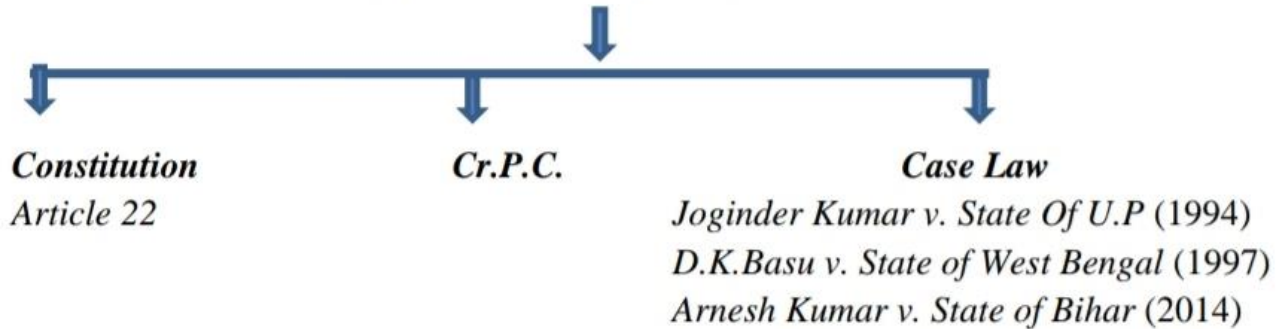 Constitution Cr.P.C. Case Law
Article 22 Joginder Kumar v. State Of U.P (1994)
D.K.Basu v. State of West Bengal (1997)
Arnesh Kumar v. State of Bihar (2014)